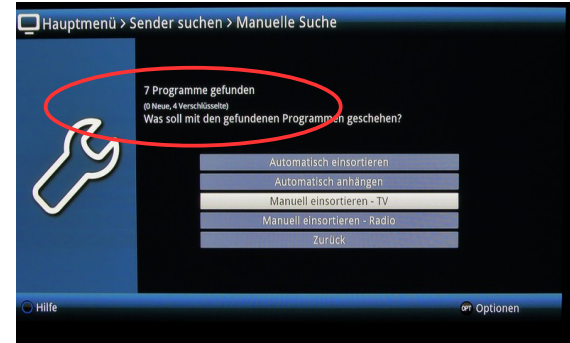 Hauptmenü > Sender suchen > Manuelle Suche
7 Programme gefunden
(0 Neue, 4 Verschlüsselte)
Was soll mit den gefundenen Programmen geschehen?
Automatisch einsortieren
Automatisch anhängen
Manuell einsortieren - TV
Manuell einsortieren - Radio
Zurück
Hilfe
OPT Optionen